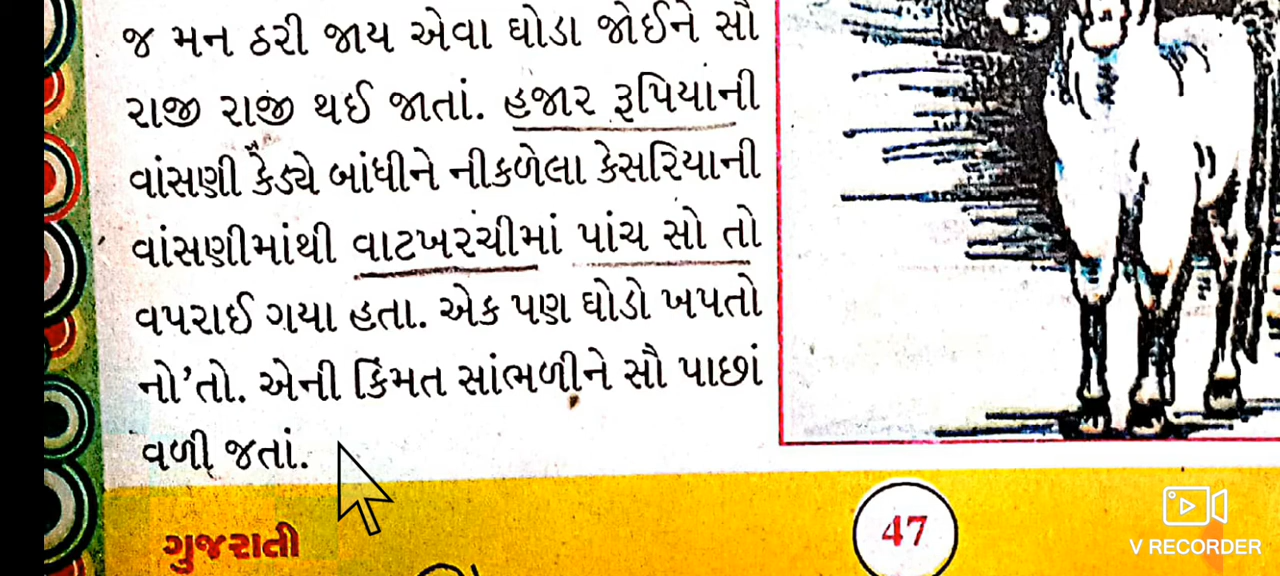 જ મન ઠરી જાય એવા ઘોડા જોઈને સૌ
રાજી રાજી થઈ જાતાં. હજાર રૂપિયાની
વાંસણી કૅડ્યે બાંધીને નીકળેલા કેસરિયાની
વાંસણીમાંથી વાટખરચીમાં પાંચ સો તો
વપરાઈ ગયા હતા. એક પણ ઘોડો ખપતો
નો'તો. એની કિંમત સાંભળીને સૌ પાછાં
વળી જતાં.
ગુજરાતી
47
V RECORDER